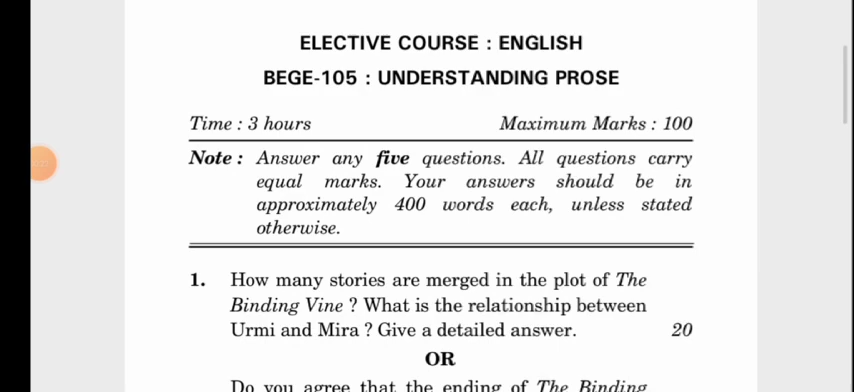 ELECTIVE COURSE : ENGLISH
BEGE-105 : UNDERSTANDING PROSE
Time : 3 hours Maximum Marks : 100
Note : Answer any five questions. All questions carry
equal marks. Your answers should be in
approximately 400 words each, unless stated
otherwise.
1. How many stories are merged in the plot of The
Binding Vine ? What is the relationship between
Urmi and Mira ? Give a detailed answer. 20
OR
Do you agree that the ending of The Binding